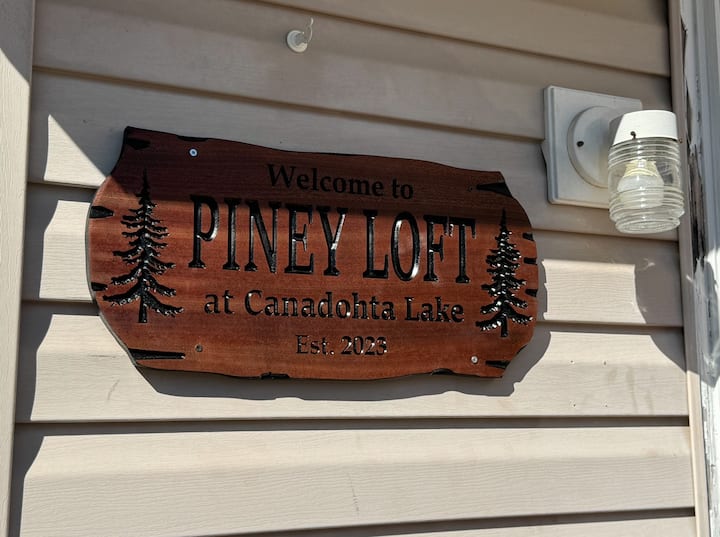 Welcome to
PINEY LOFT
at Canadohta Lake
Est. 2023